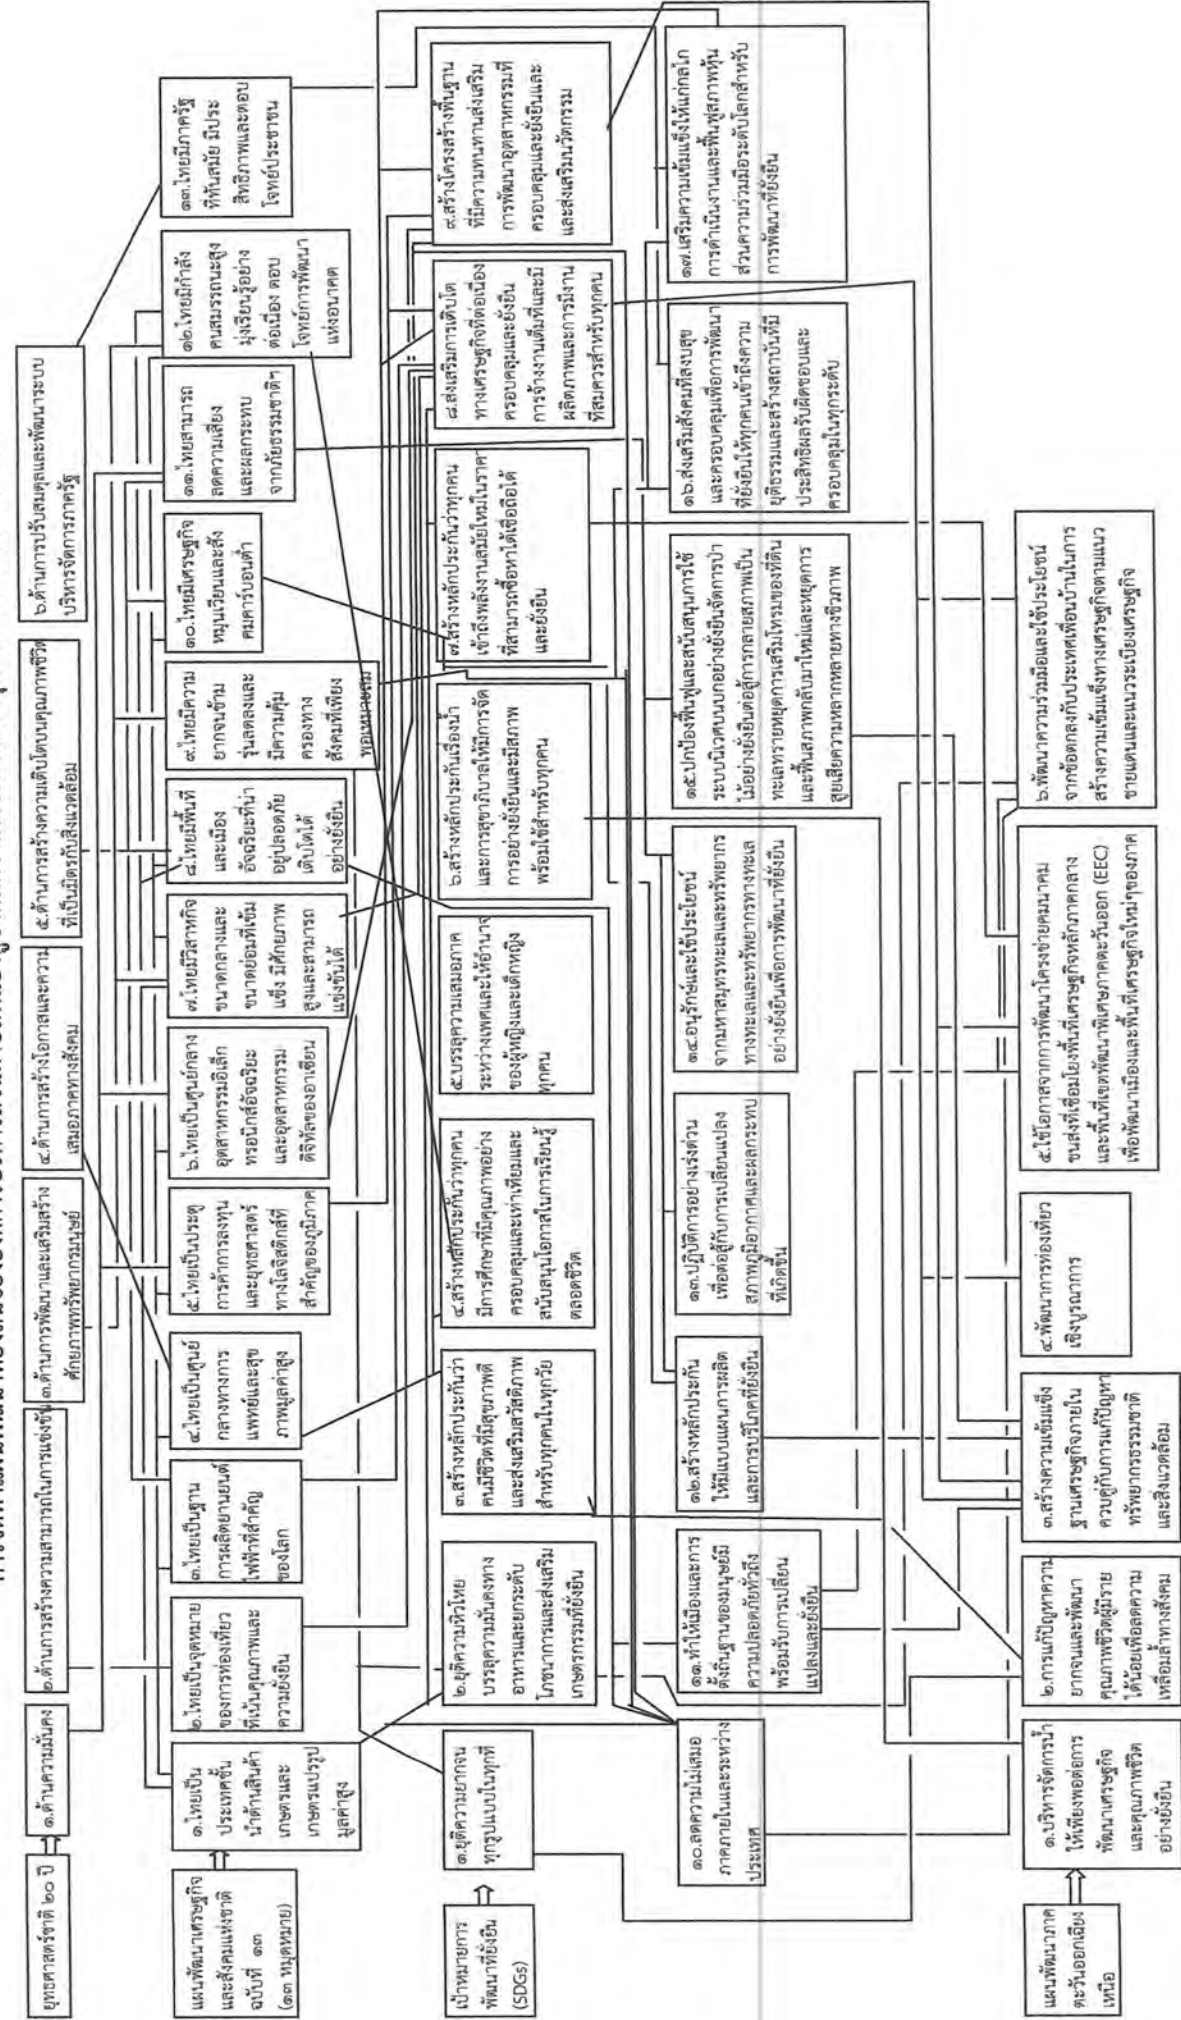 ยุทธศาสตร์ชาติ ๒๐ ปี
๑.ด้านความมั่นคง
๒.ด้านการสร้างความสามารถในการแข่งขัน
๓.ด้านการพัฒนาและเสริมสร้าง
ศักยภาพทรัพยากรมนุษย์
๔.ด้านการสร้างโอกาสและความ
เสมอภาคทางสังคม
๕.ด้านการสร้างความเติบโตบนคุณภาพชีวิต
ที่เป็นมิตรกับสิ่งแวดล้อม
๖.ด้านการปรับสมดุลและพัฒนาระบบ
บริหารจัดการภาครัฐ
แผนพัฒนาเศรษฐกิจ
และสังคมแห่งชาติ
ฉบับที่ ๑๓
(๑๓ หมุดหมาย)
๑.ไทยเป็น
ประเทศชั้น
นำด้านสินค้า
เกษตรและ
เกษตรแปรรูป
มูลค่าสูง
๒.ไทยเป็นจุดหมาย
ของการท่องเที่ยว
ที่เน้นคุณภาพและ
ความยั่งยืน
๓.ไทยเป็นฐาน
การผลิตยานยนต์
ไฟฟ้าที่สำคัญ
ของโลก
๔.ไทยเป็นศูนย์
กลางทางการ
แพทย์และสุข
ภาพมูลค่าสูง
๕.ไทยเป็นประตู
การค้าการลงทุน
และยุทธศาสตร์
ทางโลจิสติกส์ที่
สำคัญของภูมิภาค
๖.ไทยเป็นศูนย์กลาง
อุตสาหกรรมอิเล็ก
ทรอนิกส์อัจฉริยะ
และอุตสาหกรรม
ดิจิทัลของอาเซียน
๗.ไทยมีวิสาหกิจ
ขนาดกลางและ
ขนาดย่อมที่เข้ม
แข็ง มีศักยภาพ
สูงและสามารถ
แข่งขันได้
๘.ไทยมีพื้นที่
และเมือง
อัจฉริยะที่น่า
อยู่ปลอดภัย
เติบโตได้
อย่างยั่งยืน
๙.ไทยมีความ
ยากจนข้าม
รุ่นลดลงและ
มีความคุ้ม
ครองทาง
สังคมที่เพียง
พอเหมาะสม
๑๐.ไทยมีเศรษฐกิจ
หมุนเวียนและสัง
คมคาร์บอนต่ำ
๑๑.ไทยสามารถ
ลดความเสี่ยง
และผลกระทบ
จากภัยธรรมชาติฯ
๑๒.ไทยมีกำลัง
คนสมรรถนะสูง
มุ่งเรียนรู้อย่าง
ต่อเนื่อง ตอบ
โจทย์การพัฒนา
แห่งอนาคต
๑๓.ไทยมีภาครัฐ
ที่ทันสมัย มีประ
สิทธิภาพและตอบ
โจทย์ประชาชน
เป้าหมายการ
พัฒนาที่ยั่งยืน
(SDGs)
๑.ยุติความยากจน
ทุกรูปแบบในทุกที่
๒.ยุติความหิวโหย
บรรลุความมั่นคงทาง
อาหารและยกระดับ
โภชนาการและส่งเสริม
เกษตรกรรมที่ยั่งยืน
๓.สร้างหลักประกันว่า
คนมีชีวิตที่มีสุขภาพดี
และส่งเสริมสวัสดิภาพ
สำหรับทุกคนในทุกวัย
๔.สร้างหลักประกันว่าทุกคน
มีการศึกษาที่มีคุณภาพอย่าง
ครอบคลุมและเท่าเทียมและ
สนับสนุนโอกาสในการเรียนรู้
ตลอดชีวิต
๕.บรรลุความเสมอภาค
ระหว่างเพศและให้อำนาจ
ของผู้หญิงและเด็กหญิง
ทุกคน
๖.สร้างหลักประกันเรื่องน้ำ
และการสุขาภิบาลให้มีการจัด
การอย่างยั่งยืนและมีสภาพ
พร้อมใช้สำหรับทุกคน
๗.สร้างหลักประกันว่าทุกคน
เข้าถึงพลังงานสมัยใหม่ในราคา
ที่สามารถซื้อหาได้เชื่อถือได้
และยั่งยืน
๘.ส่งเสริมการเติบโต
ทางเศรษฐกิจที่ต่อเนื่อง
ครอบคลุมและยั่งยืน
การจ้างงานเต็มที่และมี
ผลิตภาพและการมีงาน
ที่สมควรสำหรับทุกคน
๙.สร้างโครงสร้างพื้นฐาน
ที่มีความทนทานส่งเสริม
การพัฒนาอุตสาหกรรมที่
ครอบคลุมและยั่งยืนและ
และส่งเสริมนวัตกรรม
๑๐.ลดความไม่เสมอ
ภาคภายในและระหว่าง
ประเทศ
๑๑.ทำให้เมืองและการ
ตั้งถิ่นฐานของมนุษย์มี
ความปลอดภัยทั่วถึง
พร้อมรับการเปลี่ยน
แปลงและยั่งยืน
๑๒.สร้างหลักประกัน
ให้มีแบบแผนการผลิต
และการบริโภคที่ยั่งยืน
๑๓.ปฏิบัติการอย่างเร่งด่วน
เพื่อต่อสู้กับการเปลี่ยนแปลง
สภาพภูมิอากาศและผลกระทบ
ที่เกิดขึ้น
๑๔.อนุรักษ์และใช้ประโยชน์
จากมหาสมุทรทะเลและทรัพยากร
ทางทะเลและทรัพยากรทางทะเล
อย่างยั่งยืนเพื่อการพัฒนาที่ยั่งยืน
๑๕.ปกป้องฟื้นฟูและสนับสนุนการใช้
ระบบนิเวศบนบกอย่างยั่งยืนจัดการป่า
ไม้อย่างยั่งยืนต่อสู้การกลายสภาพเป็น
ทะเลทรายหยุดการเสริมโทรมของที่ดิน
และฟื้นสภาพกลับมาใหม่และหยุดการ
สูญเสียความหลากหลายทางชีวภาพ
๑๖.ส่งเสริมสังคมที่สงบสุข
และครอบคลุมเพื่อการพัฒนา
ที่ยั่งยืนให้ทุกคนเข้าถึงความ
ยุติธรรมและสร้างสถาบันที่มี
ประสิทธิผลรับผิดชอบและ
ครอบคลุมในทุกระดับ
๑๗.เสริมความเข้มแข็งให้แก่กลไก
การดำเนินงานและฟื้นฟูสภาพหุ้น
ส่วนความร่วมมือระดับโลกสำหรับ
การพัฒนาที่ยั่งยืน
แผนพัฒนาภาค
ตะวันออกเฉียง
เหนือ
๑.บริหารจัดการน้ำ
ให้เพียงพอต่อการ
พัฒนาเศรษฐกิจ
และคุณภาพชีวิต
อย่างยั่งยืน
๒.การแก้ปัญหาความ
ยากจนและพัฒนา
คุณภาพชีวิตผู้มีราย
ได้น้อยเพื่อลดความ
เหลื่อมล้ำทางสังคม
๓.สร้างความเข้มแข็ง
ฐานเศรษฐกิจภายใน
ควบคู่กับการแก้ปัญหา
ทรัพยากรธรรมชาติ
และสิ่งแวดล้อม
๔.พัฒนาการท่องเที่ยว
เชิงบูรณาการ
๕.ใช้โอกาสจากการพัฒนาโครงข่ายคมนาคม
ขนส่งที่เชื่อมโยงพื้นที่เศรษฐกิจหลักภาคกลาง
และพื้นที่เขตพัฒนาพิเศษภาคตะวันออก (EEC)
เพื่อพัฒนาเมืองและพื้นที่เศรษฐกิจใหม่ๆของภาค
๖.พัฒนาความร่วมมือและใช้ประโยชน์
จากข้อตกลงกับประเทศเพื่อนบ้านในการ
สร้างความเข้มแข็งทางเศรษฐกิจตามแนว
ชายแดนและแนวระเบียงเศรษฐกิจ